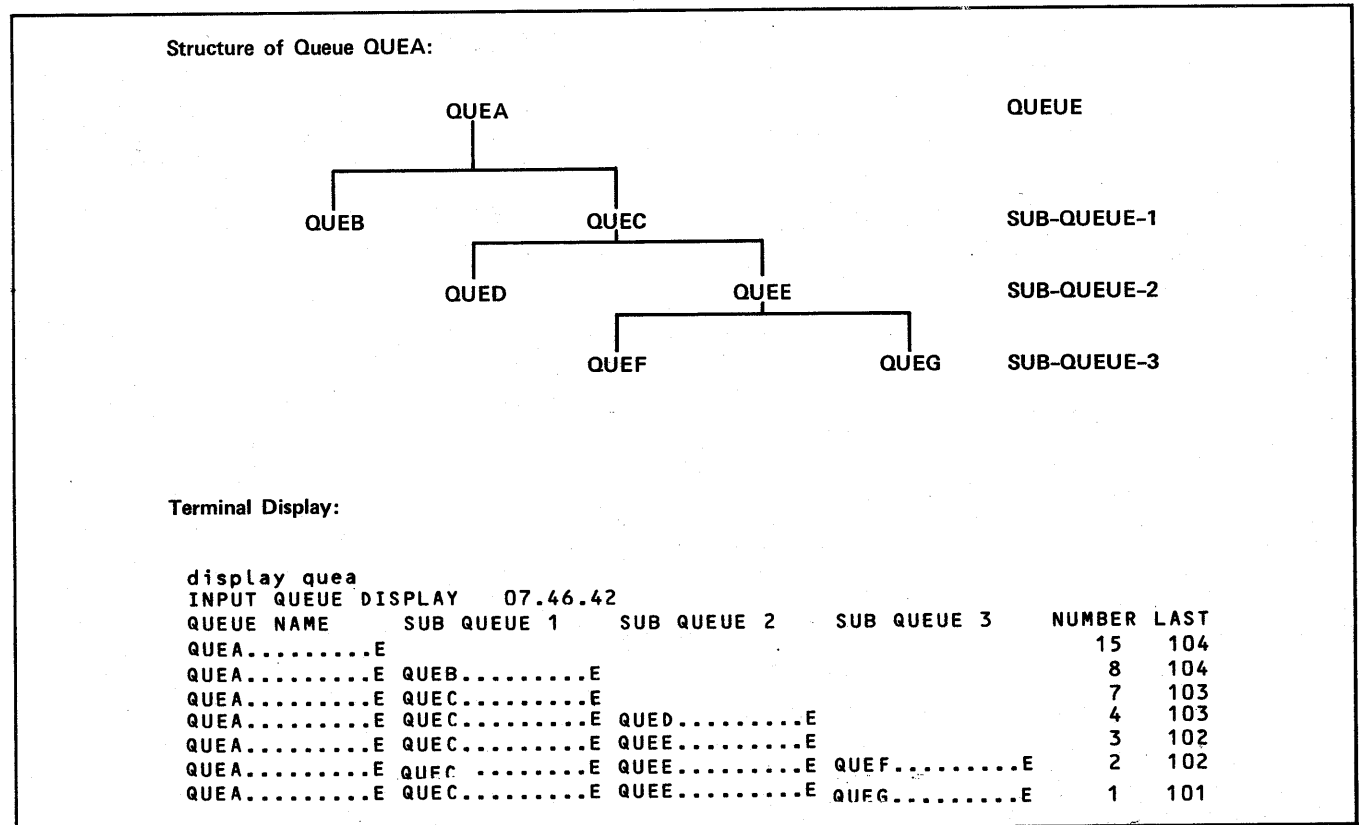 Structure of Queue QUEA:
QUEA QUEUE
QUEB QUEC SUB-QUEUE-1
QUED QUEE SUB-QUEUE-2
QUEF QUEG SUB-QUEUE-3
Terminal Display:
display quea
INPUT QUEUE DISPLAY 07.46.42
QUEUE NAME SUB QUEUE 1 SUB QUEUE 2 SUB QUEUE 3 NUMBER LAST
QUEA.........E 15 104
QUEA.........E QUEB.........E 8 104
QUEA.........E QUEC.........E 7 103
QUEA.........E QUEC.........E QUED.........E 4 103
QUEA.........E QUEC.........E QUEE.........E 3 102
QUEA.........E QUEC ........E QUEE.........E QUEF.........E 2 102
QUEA.........E QUEC.........E QUEE.........E QUEG.........E 1 101